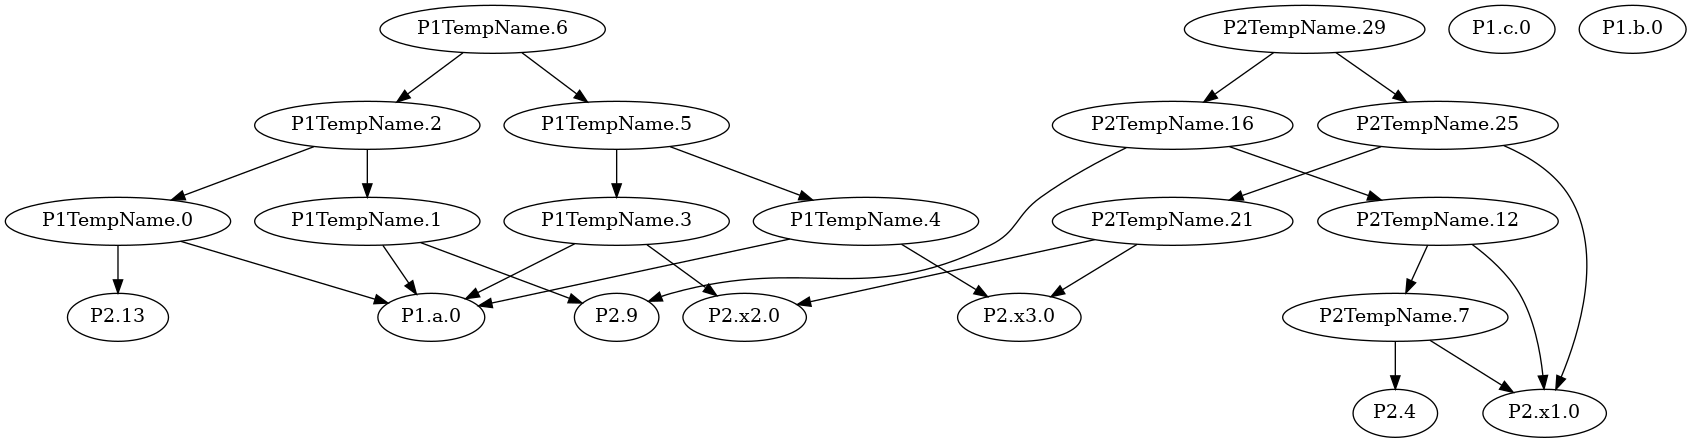 P1TempName.6
P2TempName.29
P1.c.0
P1.b.0
P1TempName.2
P1TempName.5
P2TempName.16
P2TempName.25
P1TempName.0
P1TempName.1
P1TempName.3
P1TempName.4
P2TempName.21
P2TempName.12
P2.13
P1.a.0
P2.9
P2.x2.0
P2.x3.0
P2TempName.7
P2.4
P2.x1.0